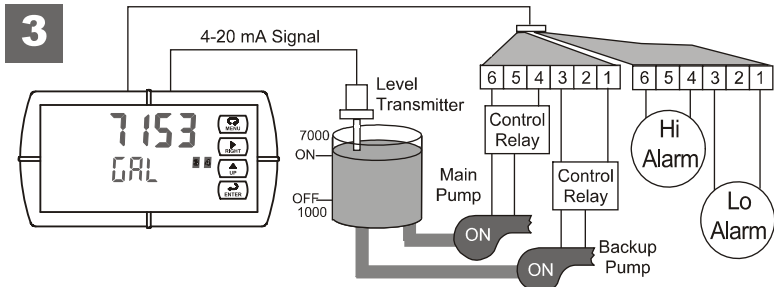 3
4-20 mA Signal
7153
GAL
MENU
RIGHT
UP
ENTER
Level
Transmitter
7000
ON
OFF
1000
6 5 4 3 2 1
6 5 4 3 2 1
Control
Relay
Control
Relay
Main
Pump
ON
Backup
Pump
ON
Hi
Alarm
Lo
Alarm